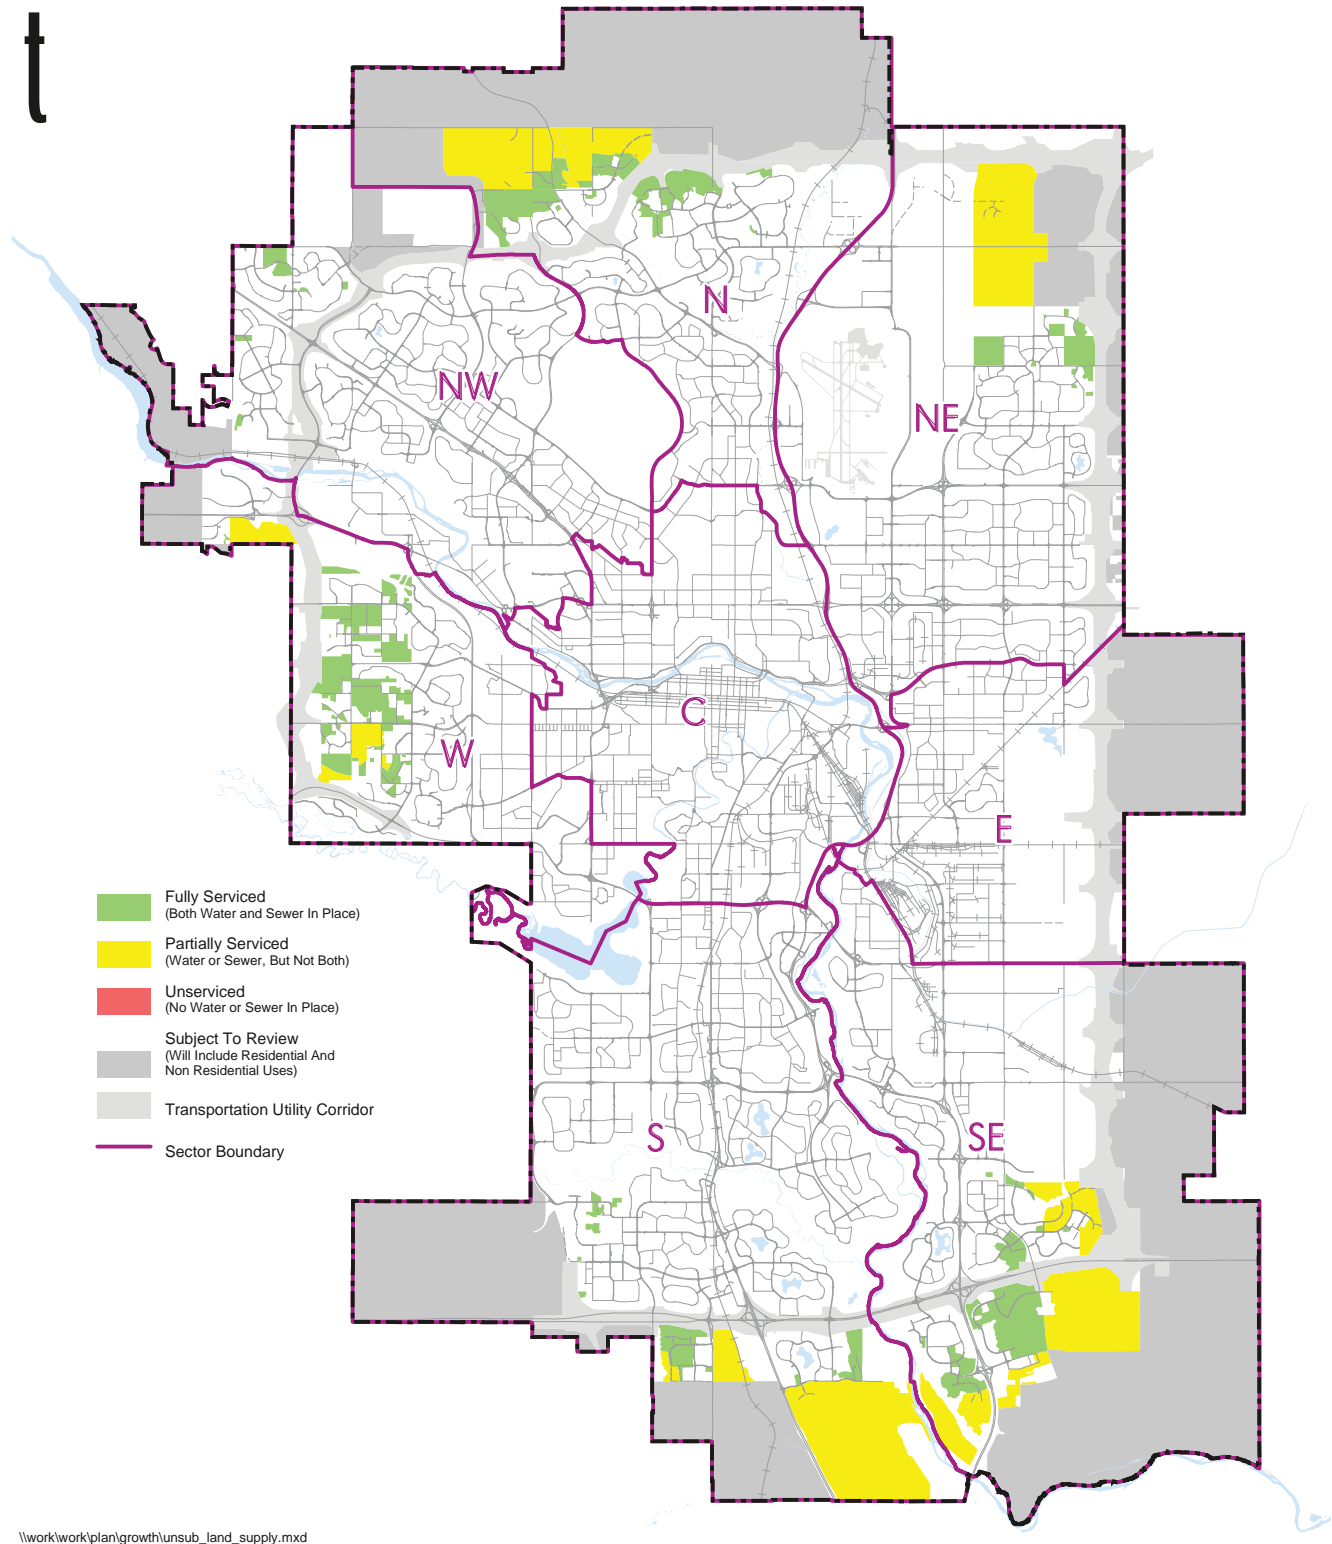 t
N
NW
NE
C
W
E
Fully Serviced
(Both Water and Sewer In Place)
Partially Serviced
(Water or Sewer, But Not Both)
Unserviced
(No Water or Sewer In Place)
Subject To Review
(Will Include Residential And
Non Residential Uses)
Transportation Utility Corridor
Sector Boundary
S
SE
\\work\work\plan\growth\unsub_land_supply.mxd